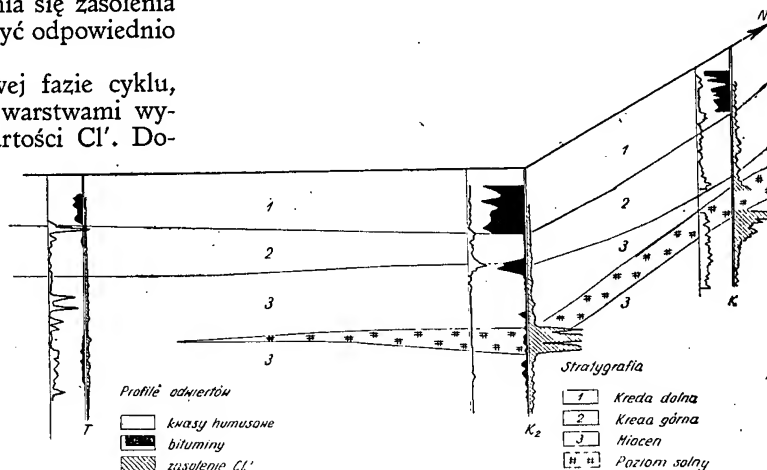 nia się zasolenia
yć odpowiednio
wej fazie cyklu,
warstwami wy-
artości Cl'. Do-
N
1
2
3
3
1
2
3
3
T
K₂
K
Profile odwiertów
kwasy humusowe
bituminy
zasolenie Cl.'
Stratygrafia
1 Kreda dolna
2 Kreda górna
3 Miocen
Poziom solny